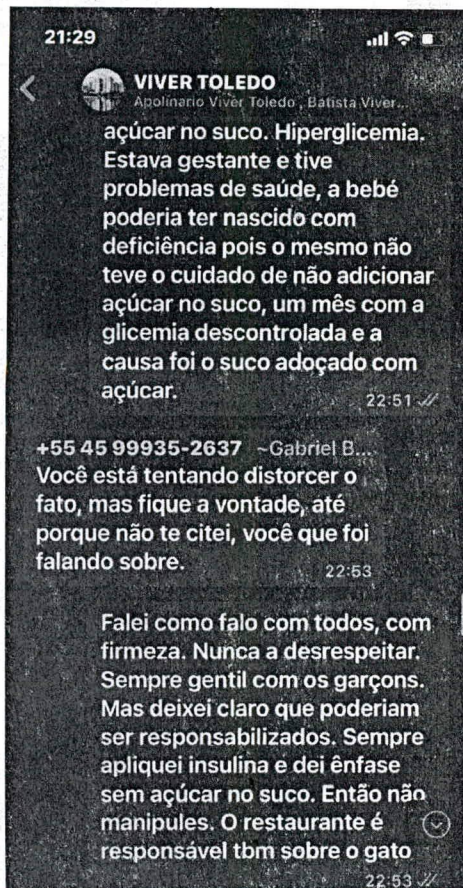 21:29
VIVER TOLEDO
Apolinario Viver Toledo, Batista Viver...
açúcar no suco. Hiperglicemia.
Estava gestante e tive
problemas de saúde, a bebé
poderia ter nascido com
deficiência pois o mesmo não
teve o cuidado de não adicionar
açúcar no suco, um mês com a
glicemia descontrolada e a
causa foi o suco adoçado com
açúcar.
22:51
+55 45 99935-2637 ~Gabriel B...
Você está tentando distorcer o
fato, mas fique a vontade, até
porque não te citei, você que foi
falando sobre.
22:53
Falei como falo com todos, com
firmeza. Nunca a desrespeitar.
Sempre gentil com os garçons.
Mas deixei claro que poderiam
ser responsabilizados. Sempre
apliquei insulina e dei ênfase
sem açúcar no suco. Então não
manipules. O restaurante é
responsável tbm sobre o gato
22:53